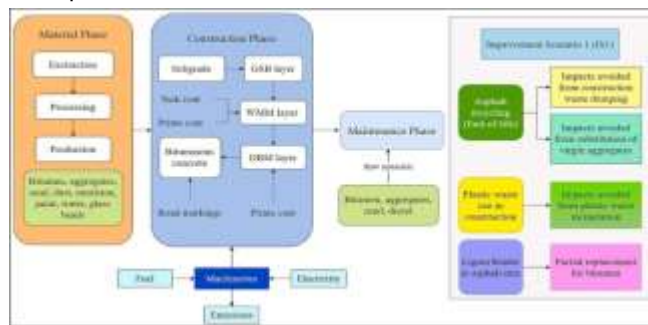 Material Phase
Extraction
Processing
Production
Bitumen, aggregates,
sand, dust, emulsion,
paint, water, glass
beads
Construction Phase
Subgrade
GSB layer
Tack coat
Prime coat
WMM layer
Bituminous
concrete
DBM layer
Road markings
Prime coat
Fuel
Machineries
Electricity
Emissions
Maintenance Phase
Raw materials
Bitumen, aggregates,
sand, diesel
Improvement Scenario 1 (IS1)
Asphalt
Recycling
Impacts avoided
from construction
waste dumping
Impacts avoided
from substitution of
virgin aggregates
Plastic waste
use in
construction
Impacts avoided
from plastic waste
incineration
Lignin binder
in asphalt mix
Partial replacement
for bitumen